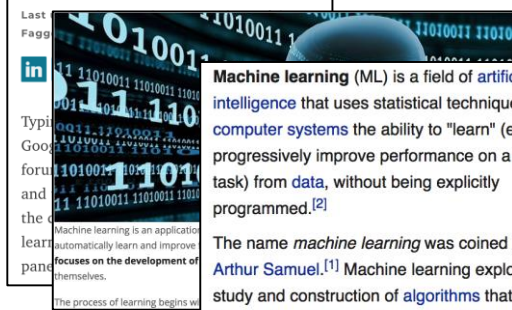 Last
Fagg
in
Typi
Goog
foru
and
the c
learn
pane
11010011
Machine learning is an application
automatically learn and improve
focuses on the development of
themselves.
The process of learning begins wi
Machine learning (ML) is a field of artific
intelligence that uses statistical technique
computer systems the ability to "learn" (e
progressively improve performance on a
task) from data, without being explicitly
programmed.[2]
The name machine learning was coined
Arthur Samuel.[1] Machine learning explo
study and construction of algorithms that